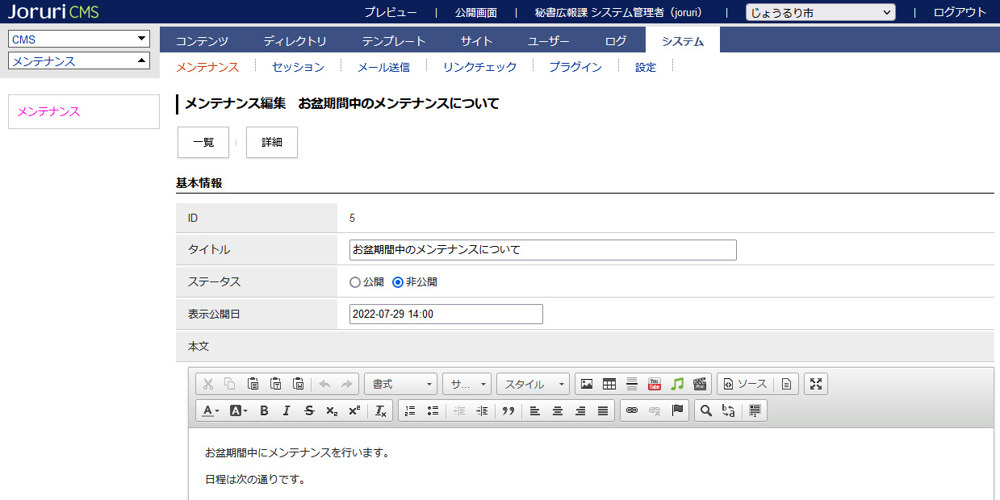 Joruri CMS
プレビュー | 公開画面 | 秘書広報課 システム管理者（joruri） | じょうるり市 | ログアウト
CMS
メンテナンス
コンテンツ ディレクトリ テンプレート サイト ユーザー ログ システム
メンテナンス セッション メール送信 リンクチェック プラグイン 設定
メンテナンス
メンテナンス編集 お盆期間中のメンテナンスについて
一覧 | 詳細
基本情報
ID 5
タイトル お盆期間中のメンテナンスについて
ステータス 公開 非公開
表示公開日 2022-07-29 14:00
本文
書式 サ... スタイル You Tube ソース
お盆期間中にメンテナンスを行います。
日程は次の通りです。